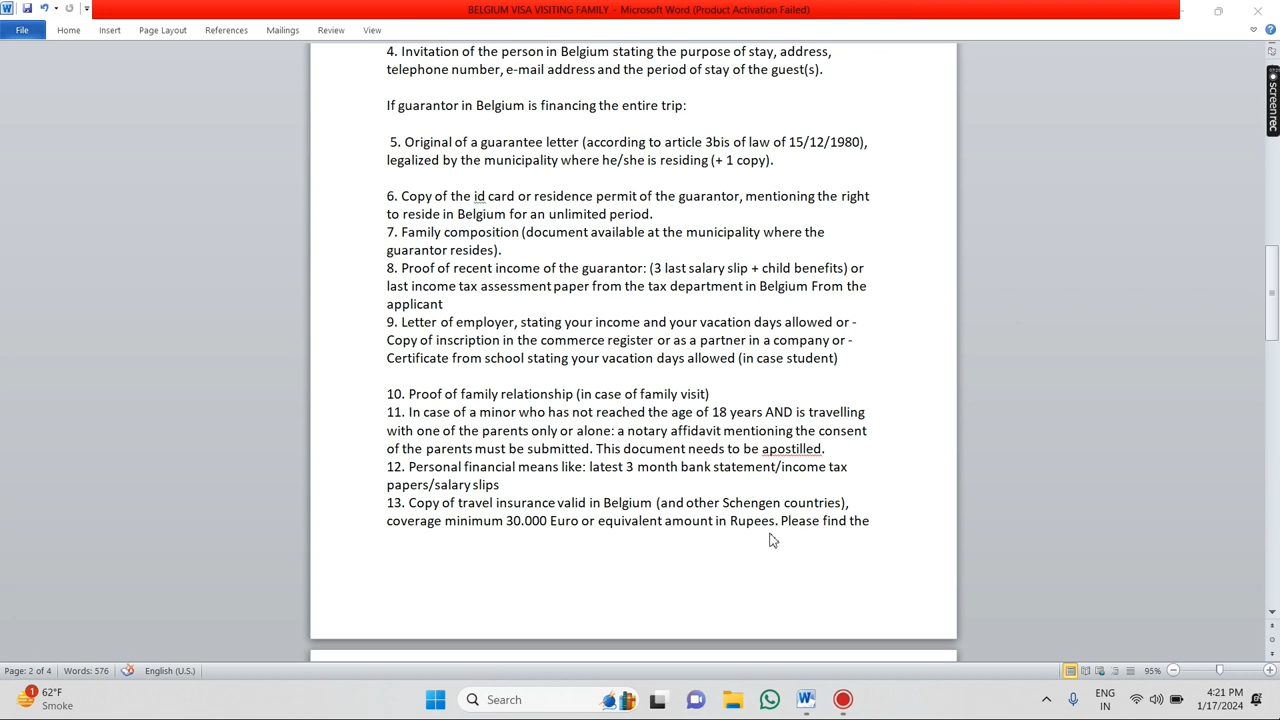 BELGIUM VISA VISITING FAMILY - Microsoft Word (Product Activation Failed)
File Home Insert Page Layout References Mailings Review View
4. Invitation of the person in Belgium stating the purpose of stay, address,
telephone number, e-mail address and the period of stay of the guest(s).
If guarantor in Belgium is financing the entire trip:
5. Original of a guarantee letter (according to article 3bis of law of 15/12/1980),
legalized by the municipality where he/she is residing (+ 1 copy).
6. Copy of the id card or residence permit of the guarantor, mentioning the right
to reside in Belgium for an unlimited period.
7. Family composition (document available at the municipality where the
guarantor resides).
8. Proof of recent income of the guarantor: (3 last salary slip + child benefits) or
last income tax assessment paper from the tax department in Belgium From the
applicant
9. Letter of employer, stating your income and your vacation days allowed or -
Copy of inscription in the commerce register or as a partner in a company or -
Certificate from school stating your vacation days allowed (in case student)
10. Proof of family relationship (in case of family visit)
11. In case of a minor who has not reached the age of 18 years AND is travelling
with one of the parents only or alone: a notary affidavit mentioning the consent
of the parents must be submitted. This document needs to be apostilled.
12. Personal financial means like: latest 3 month bank statement/income tax
papers/salary slips
13. Copy of travel insurance valid in Belgium (and other Schengen countries),
coverage minimum 30.000 Euro or equivalent amount in Rupees. Please find the
screen rec
Page: 2 of 4 Words: 576 English (U.S.) 95%
1 62°F
Smoke
Search
ENG
IN
4:21 PM
1/17/2024